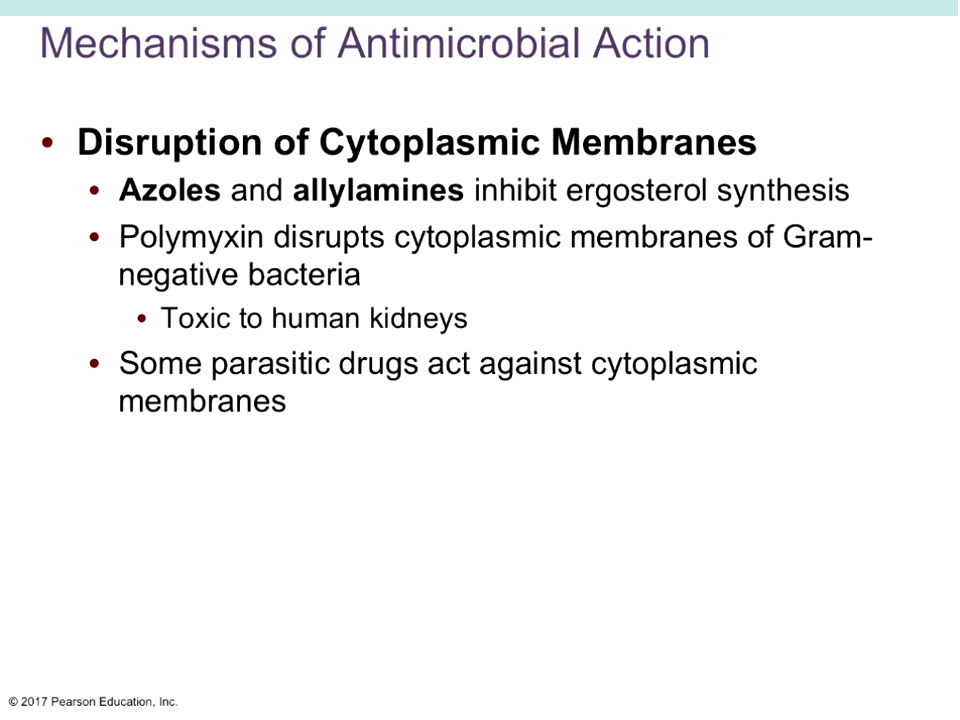 Mechanisms of Antimicrobial Action
• Disruption of Cytoplasmic Membranes
• Azoles and allylamines inhibit ergosterol synthesis
• Polymyxin disrupts cytoplasmic membranes of Gram-
negative bacteria
• Toxic to human kidneys
• Some parasitic drugs act against cytoplasmic
membranes
© 2017 Pearson Education, Inc.